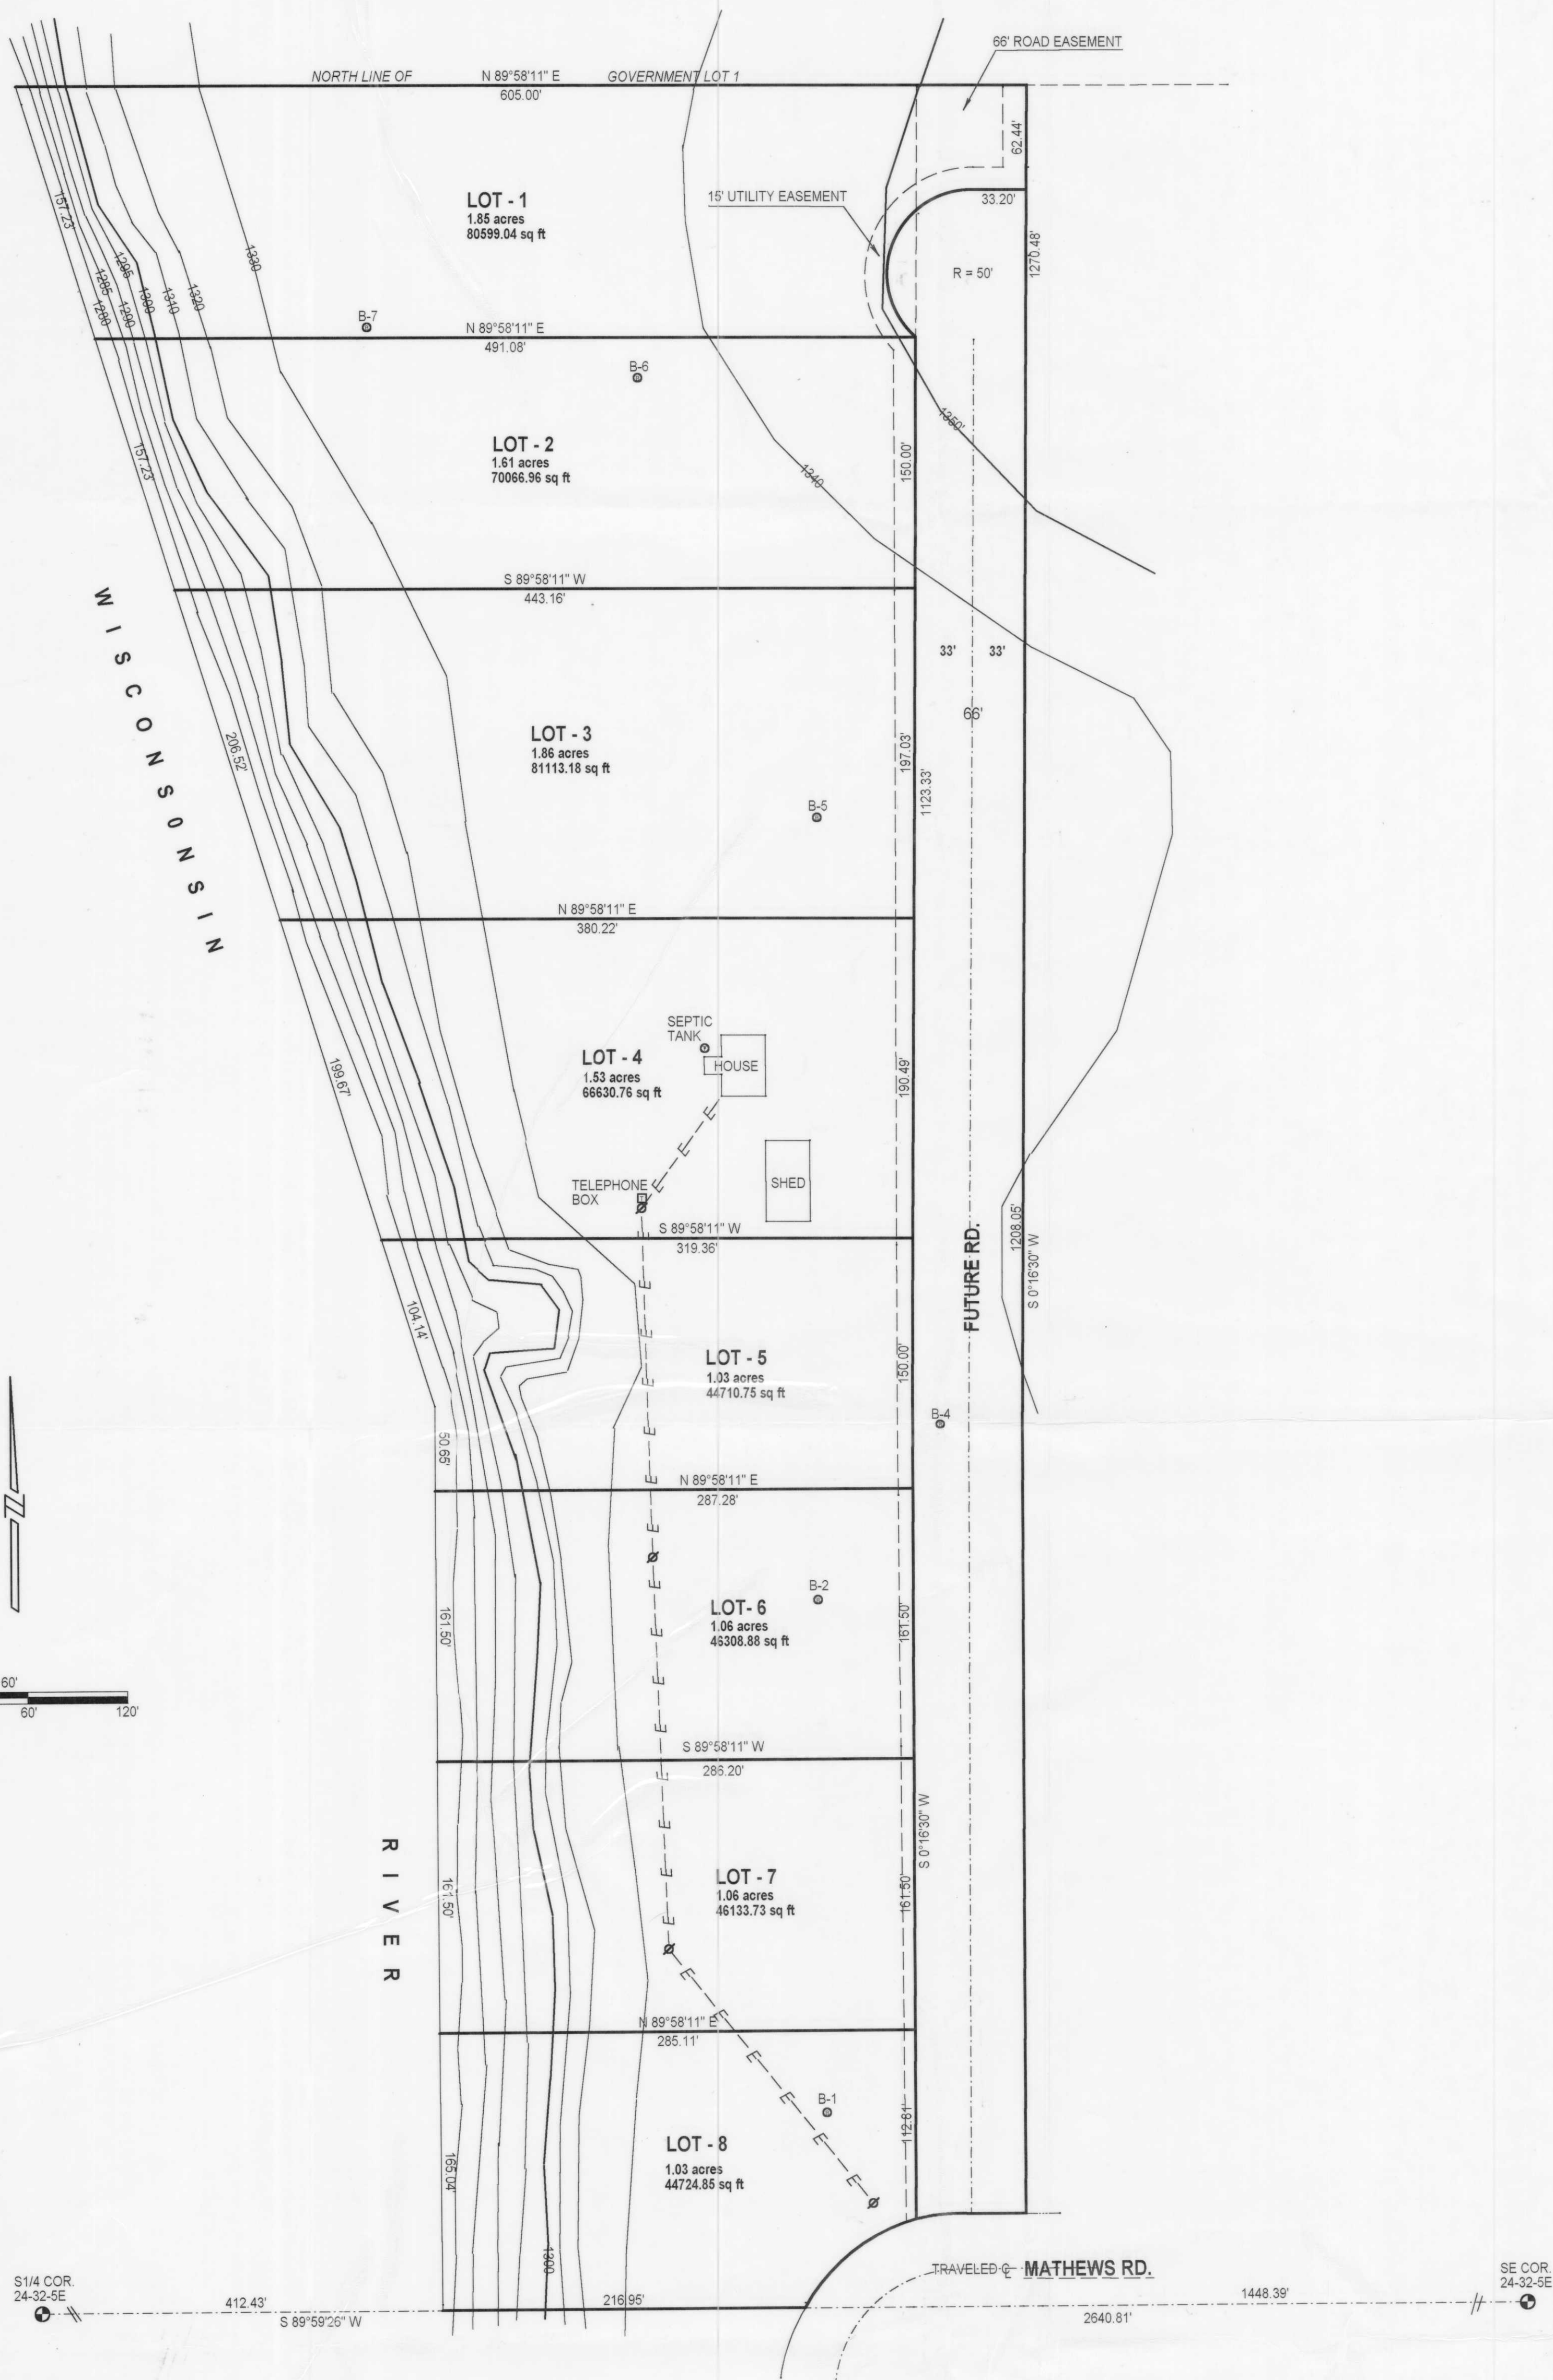 66' ROAD EASEMENT
NORTH LINE OF N 89°58'11" E GOVERNMENT LOT 1
605.00'
62.44'
157.23'
LOT - 1
1.85 acres
80599.04 sq ft
15' UTILITY EASEMENT
33.20'
1270.48'
R = 50'
1330
1320
1310
1300
1295
1290
1285
1280
B-7
N 89°58'11" E
491.08'
B-6
1350'
1340
150.00'
157.23'
LOT - 2
1.61 acres
70066.96 sq ft
S 89°58'11" W
443.16'
WISCONSONSIN
33' 33'
66'
206.52'
LOT - 3
1.86 acres
81113.18 sq ft
197.03'
1123.33'
B-5
N 89°58'11" E
380.22'
SEPTIC
TANK
HOUSE
199.67'
LOT - 4
1.53 acres
66630.76 sq ft
190.49'
E E E
TELEPHONE
BOX
T
SHED
S 89°58'11" W
319.36'
FUTURE RD.
1208.05'
S 0°16'30" W
104.14'
E E E E E
LOT - 5
1.03 acres
44710.75 sq ft
150.00'
B-4
50.65'
N 89°58'11" E
287.28'
N
E E E E E
B-2
161.50'
LOT- 6
1.06 acres
46308.88 sq ft
161.50'
60'
60' 120'
S 89°58'11" W
286.20'
S 0°16'30" W
RIVER
161.50'
E E E E
LOT - 7
1.06 acres
46133.73 sq ft
161.50'
E E
N 89°58'11" E
285.11'
E E E E
B-1
112.81'
165.04'
LOT - 8
1.03 acres
44724.85 sq ft
1300
TRAVELED ℄ MATHEWS RD.
S1/4 COR.
24-32-5E
412.43'
S 89°59'26" W
216.95'
1448.39'
2640.81'
SE COR.
24-32-5E